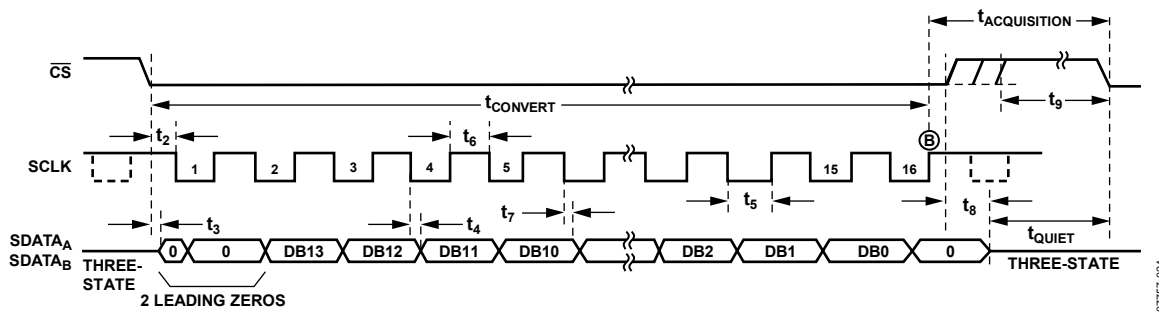 tACQUISITION
CS
tCONVERT
t9
t2
t6
B
SCLK
1 2 3 4 5 15 16
t3
t4
t7
t5
t8
tQUIET
SDATAA
SDATAB
0 0 DB13 DB12 DB11 DB10 DB2 DB1 DB0 0
THREE-
STATE
THREE-STATE
2 LEADING ZEROS